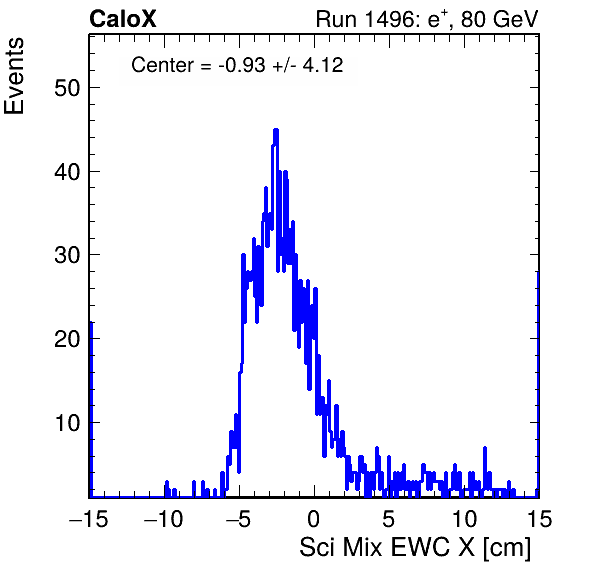 CaloX Run 1496: e⁺, 80 GeV
Center = -0.93 +/- 4.12
Events
50
40
30
20
10
−15 −10 −5 0 5 10 15
Sci Mix EWC X [cm]